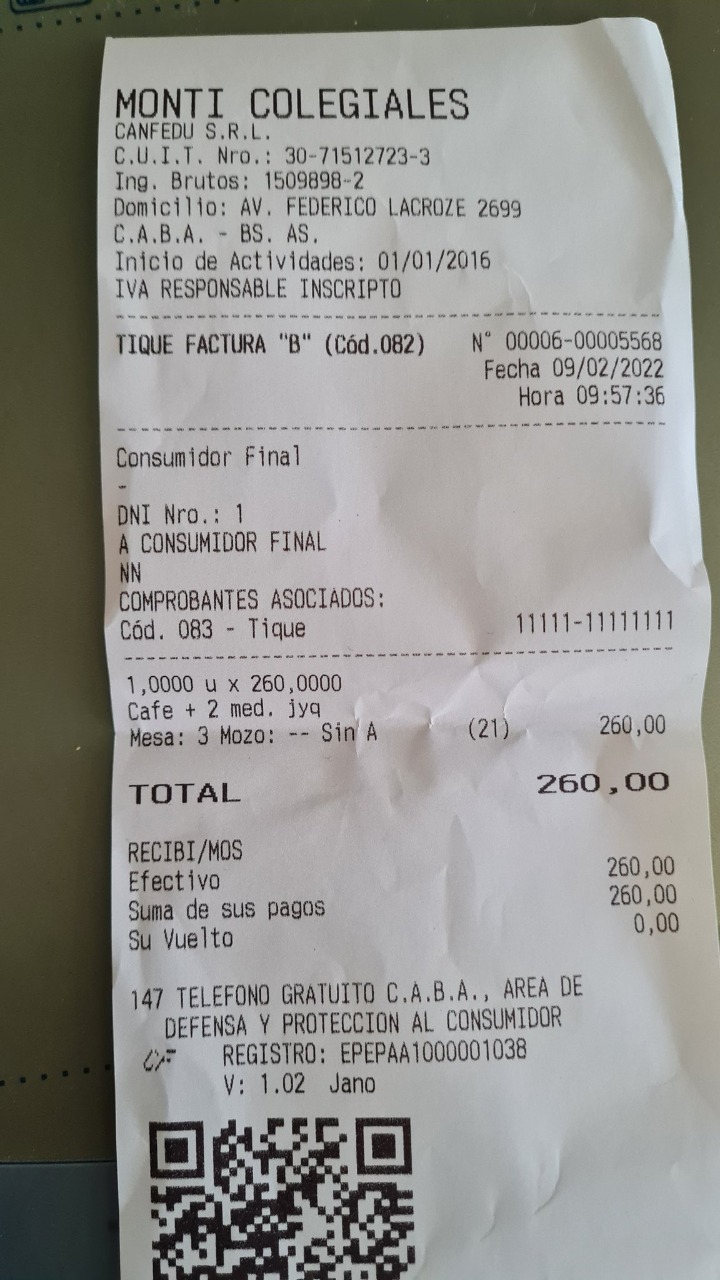 MONTI COLEGIALES
CANFEDU S.R.L.
C.U.I.T. Nro.: 30-71512723-3
Ing. Brutos: 1509898-2
Domicilio: AV. FEDERICO LACROZE 2699
C.A.B.A. - BS. AS.
Inicio de Actividades: 01/01/2016
IVA RESPONSABLE INSCRIPTO
TIQUE FACTURA "B" (Cód.082) N° 00006-00005568
Fecha 09/02/2022
Hora 09:57:36
Consumidor Final
-
DNI Nro.: 1
A CONSUMIDOR FINAL
NN
COMPROBANTES ASOCIADOS:
Cód. 083 - Tique 11111-11111111
1,0000 u x 260,0000
Cafe + 2 med. jyq
Mesa: 3 Mozo: -- Sin A (21) 260,00
TOTAL 260,00
RECIBI/MOS
Efectivo 260,00
Suma de sus pagos 260,00
Su Vuelto 0,00
147 TELEFONO GRATUITO C.A.B.A., AREA DE
DEFENSA Y PROTECCION AL CONSUMIDOR
CF REGISTRO: EPEPAA1000001038
V: 1.02 Jano